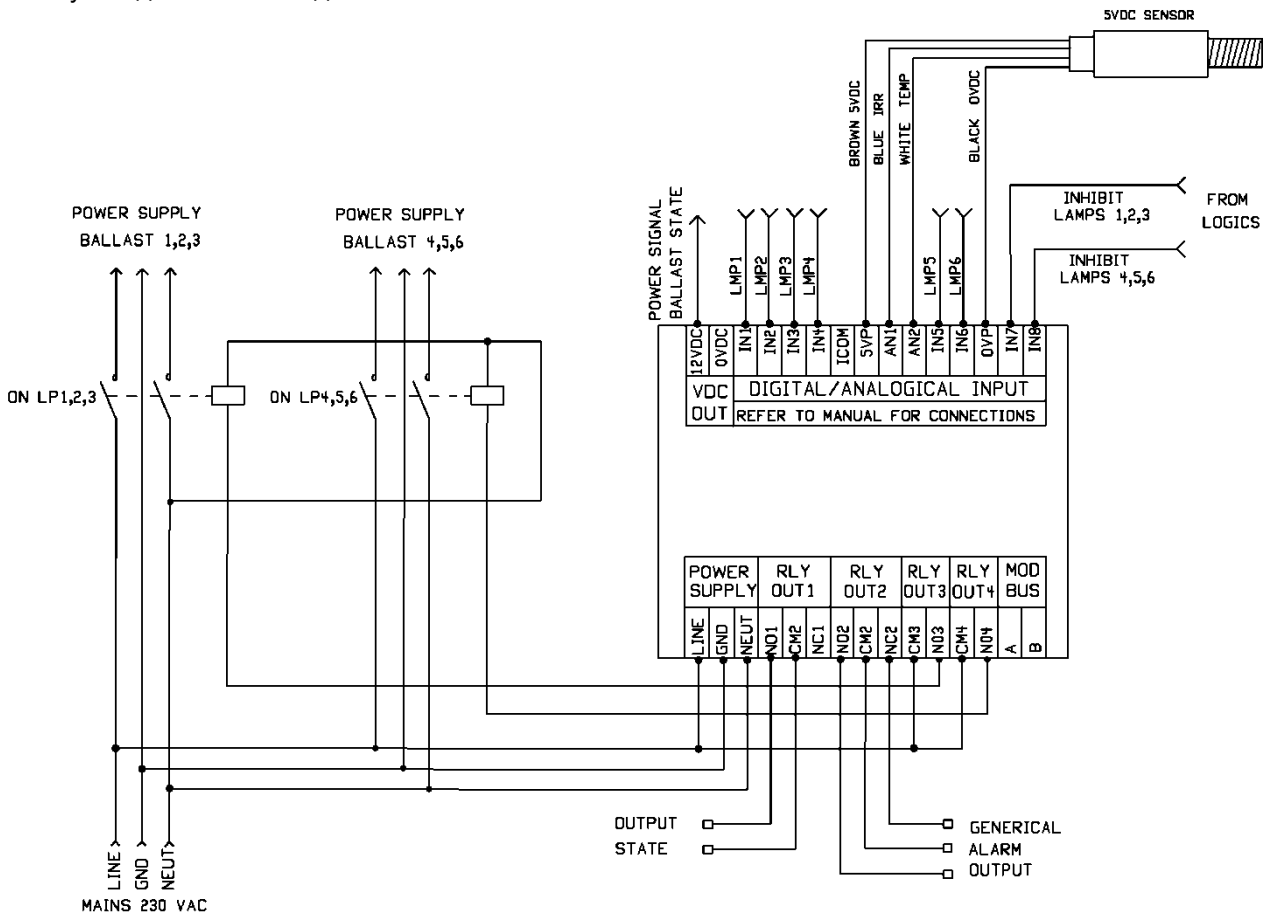 5VDC SENSOR
BROWN 5VDC
BLUE IRR
WHITE TEMP
BLACK 0VDC
POWER SUPPLY
BALLAST 1,2,3
POWER SUPPLY
BALLAST 4,5,6
POWER SIGNAL
BALLAST STATE
LMP1
LMP2
LMP3
LMP4
LMP5
LMP6
INHIBIT
LAMPS 1,2,3
FROM
LOGICS
INHIBIT
LAMPS 4,5,6
12VDC
0VDC
IN1
IN2
IN3
IN4
ICOM
5VP
AN1
AN2
IN5
IN6
0VP
IN7
IN8
VDC
OUT
DIGITAL/ANALOGICAL INPUT
REFER TO MANUAL FOR CONNECTIONS
ON LP1,2,3
ON LP4,5,6
POWER
SUPPLY
RLY
OUT1
RLY
OUT2
RLY
OUT3
RLY
OUT4
MOD
BUS
LINE
GND
NEUT
NO1
CM2
NC1
NO2
CM2
NC2
CM3
NO3
CM4
NO4
A
B
OUTPUT
STATE
GENERICAL
ALARM
OUTPUT
LINE
GND
NEUT
MAINS 230 VAC